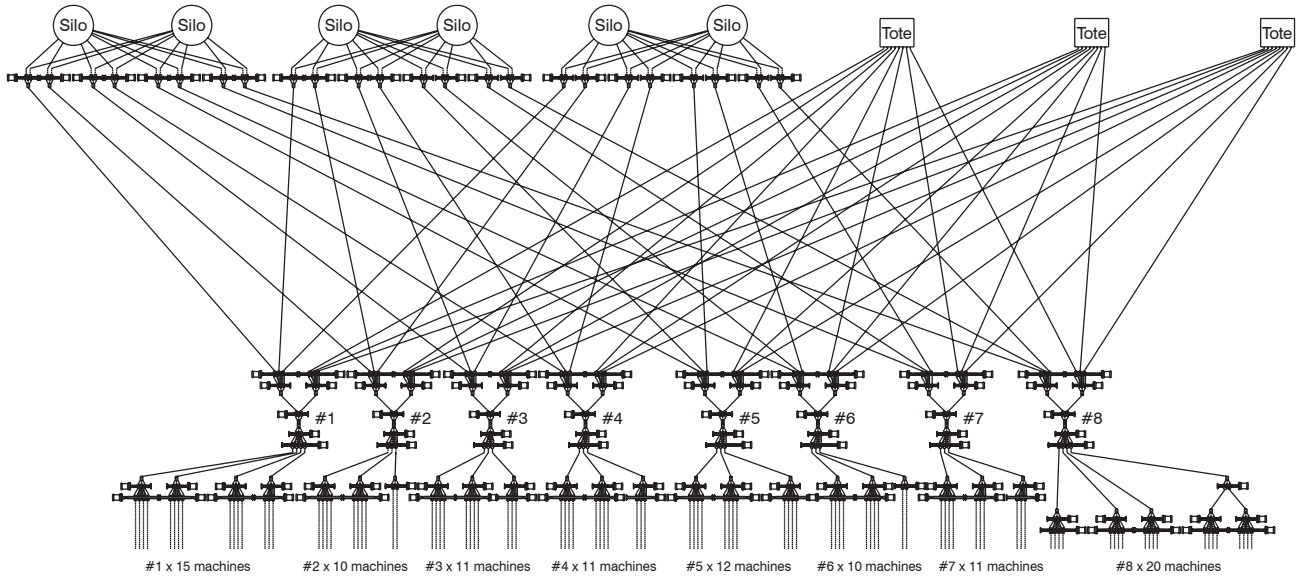 Silo Silo Silo Silo Silo Silo Tote Tote Tote
#1 #2 #3 #4 #5 #6 #7 #8
#1 x 15 machines #2 x 10 machines #3 x 11 machines #4 x 11 machines #5 x 12 machines #6 x 10 machines #7 x 11 machines #8 x 20 machines